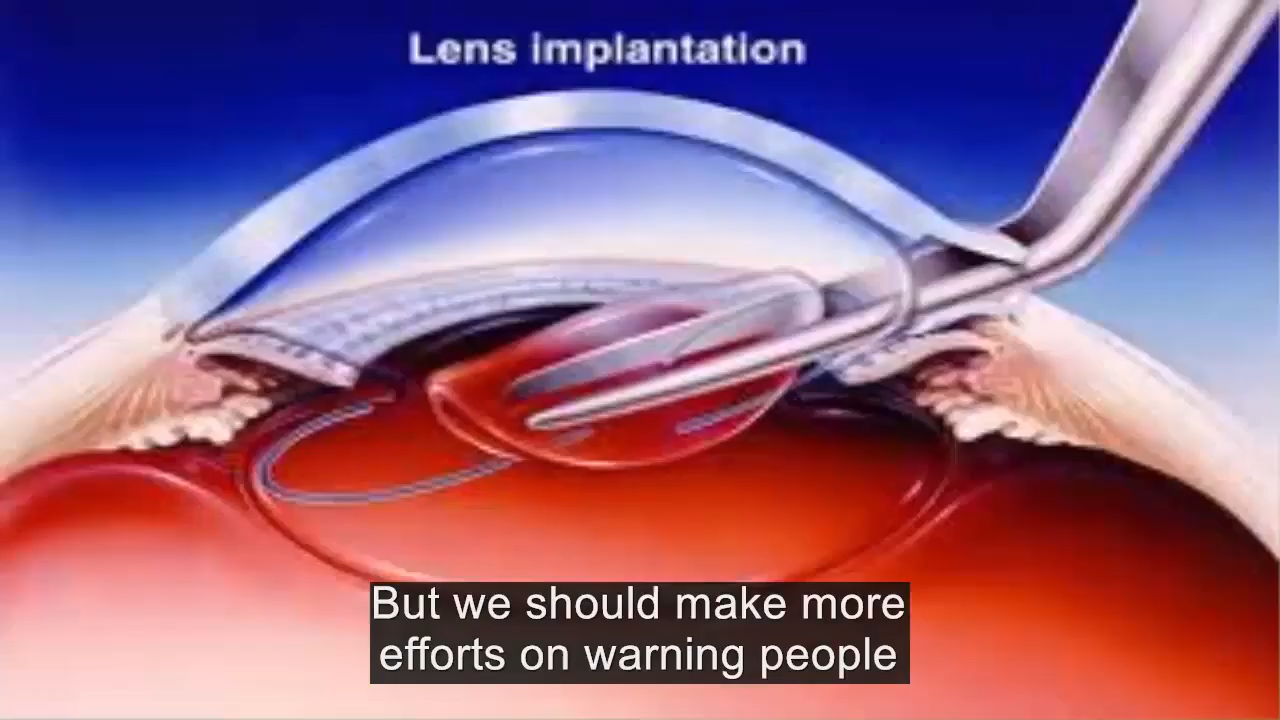 Lens implantation
But we should make more
efforts on warning people